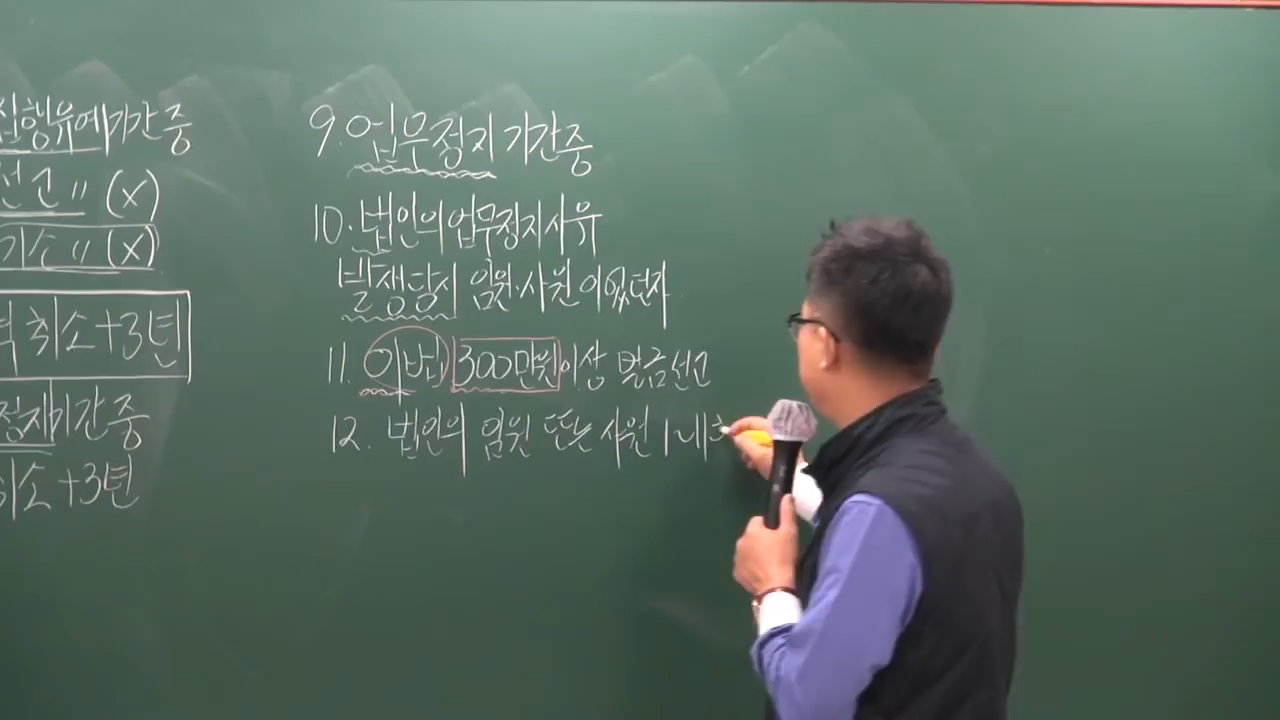 집행유예기간 중
선고 〃 (X)
기소 〃 (X)
취소+3년
정지기간 중
취소+3년
9. 업무정지 기간중
10. 법인의 업무정지사유
발생당시 임원·사원 이었던자
11. 이법 300만원 이상 벌금선고
12. 법인의 임원 또는 사원 1~11호